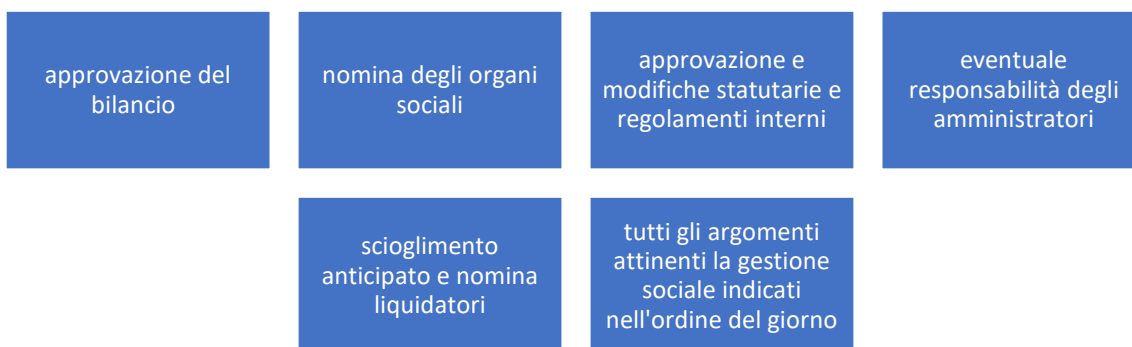 approvazione del
bilancio
nomina degli organi
sociali
approvazione e
modifiche statutarie e
regolamenti interni
eventuale
responsabilità degli
amministratori
scioglimento
anticipato e nomina
liquidatori
tutti gli argomenti
attinenti la gestione
sociale indicati
nell'ordine del giorno